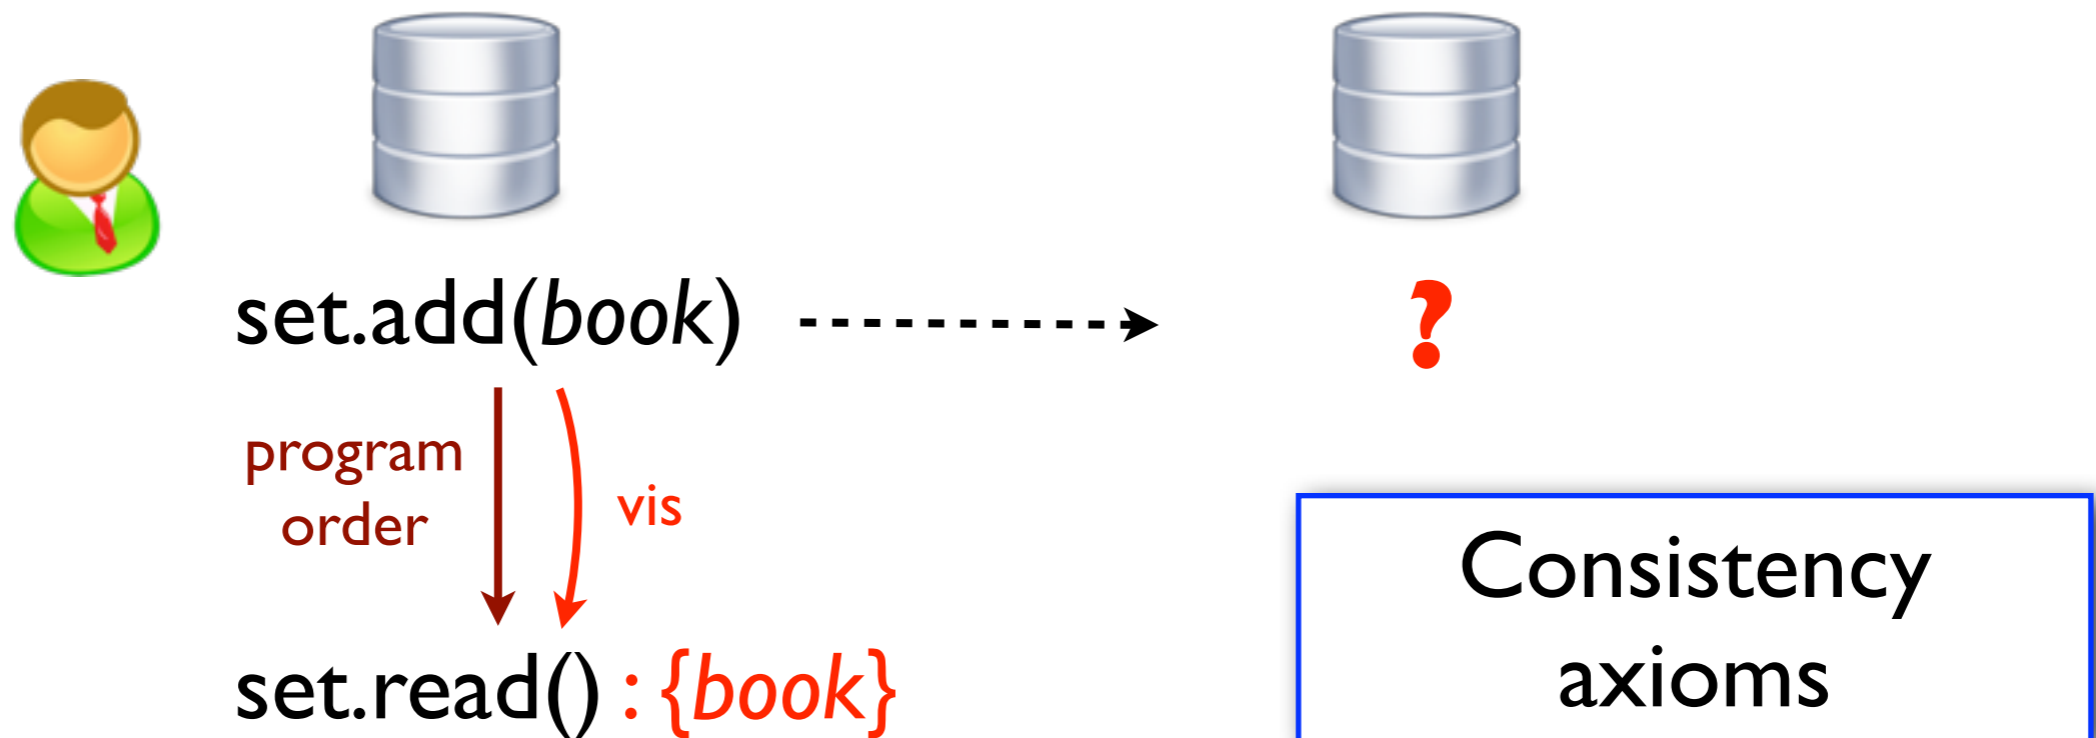 set.add(book)
?
program
order
vis
set.read() : {book}
Consistency
axioms